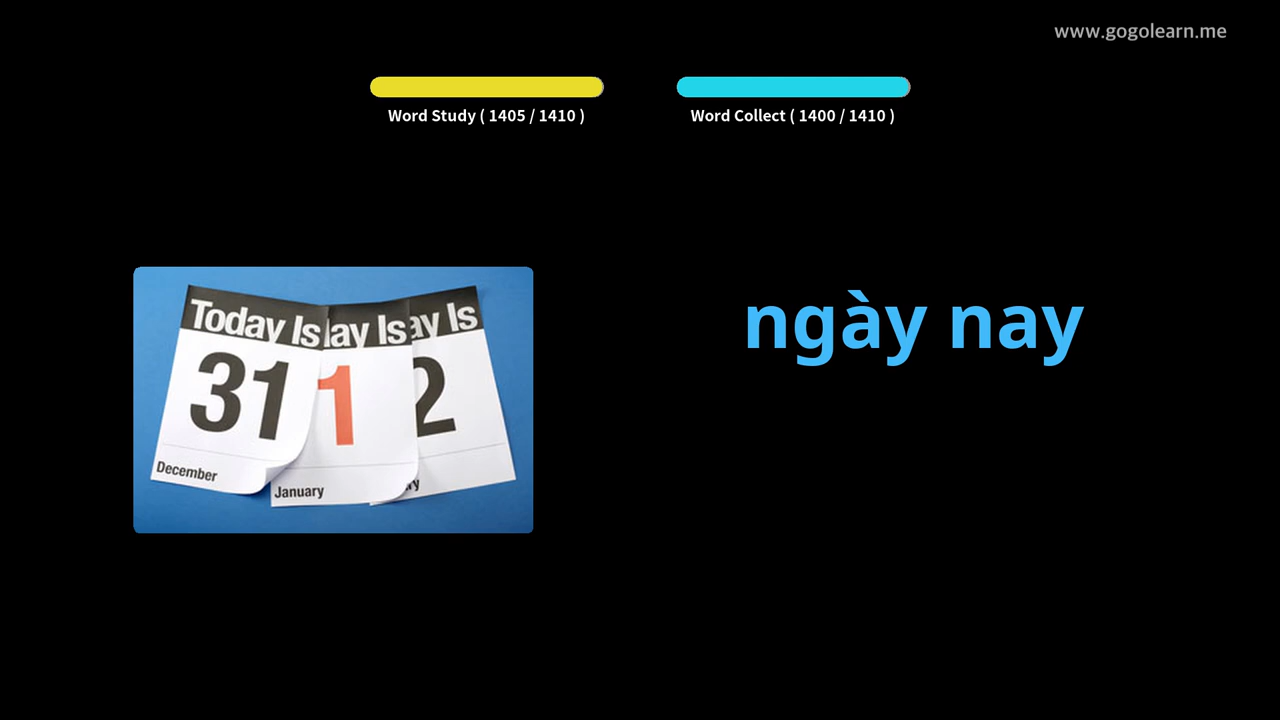 www.gogolearn.me
Word Study ( 1405 / 1410 )
Word Collect ( 1400 / 1410 )
ngày nay
Today Is
31
December
ay Is
1
January
ay Is
2
ry